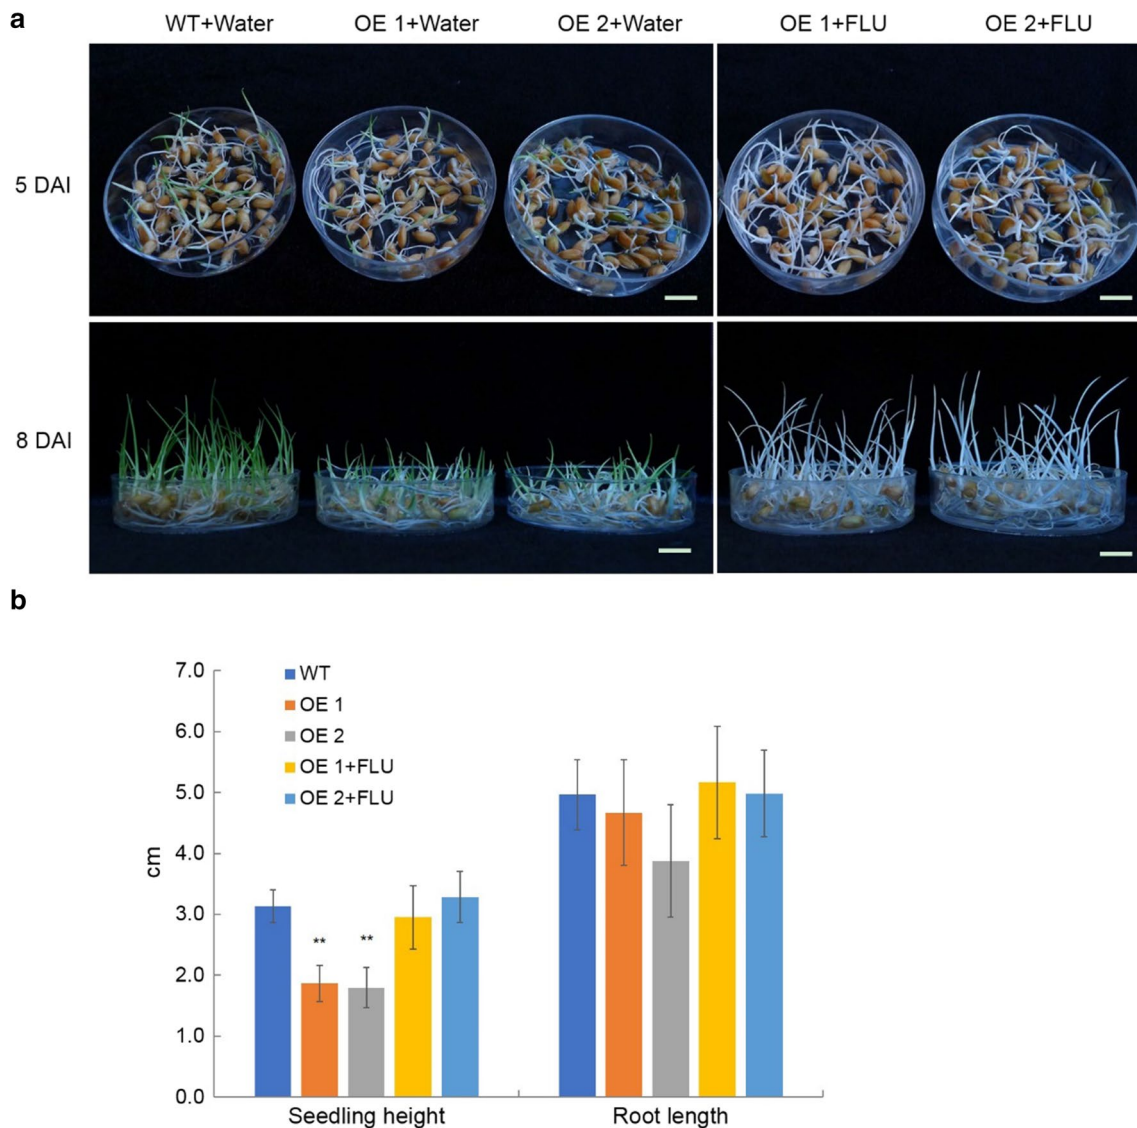 a
WT+Water OE 1+Water OE 2+Water OE 1+FLU OE 2+FLU
5 DAI
8 DAI
b
7.0
6.0
5.0
4.0
3.0
2.0
1.0
0.0
cm
WT
OE 1
OE 2
OE 1+FLU
OE 2+FLU
** **
Seedling height Root length